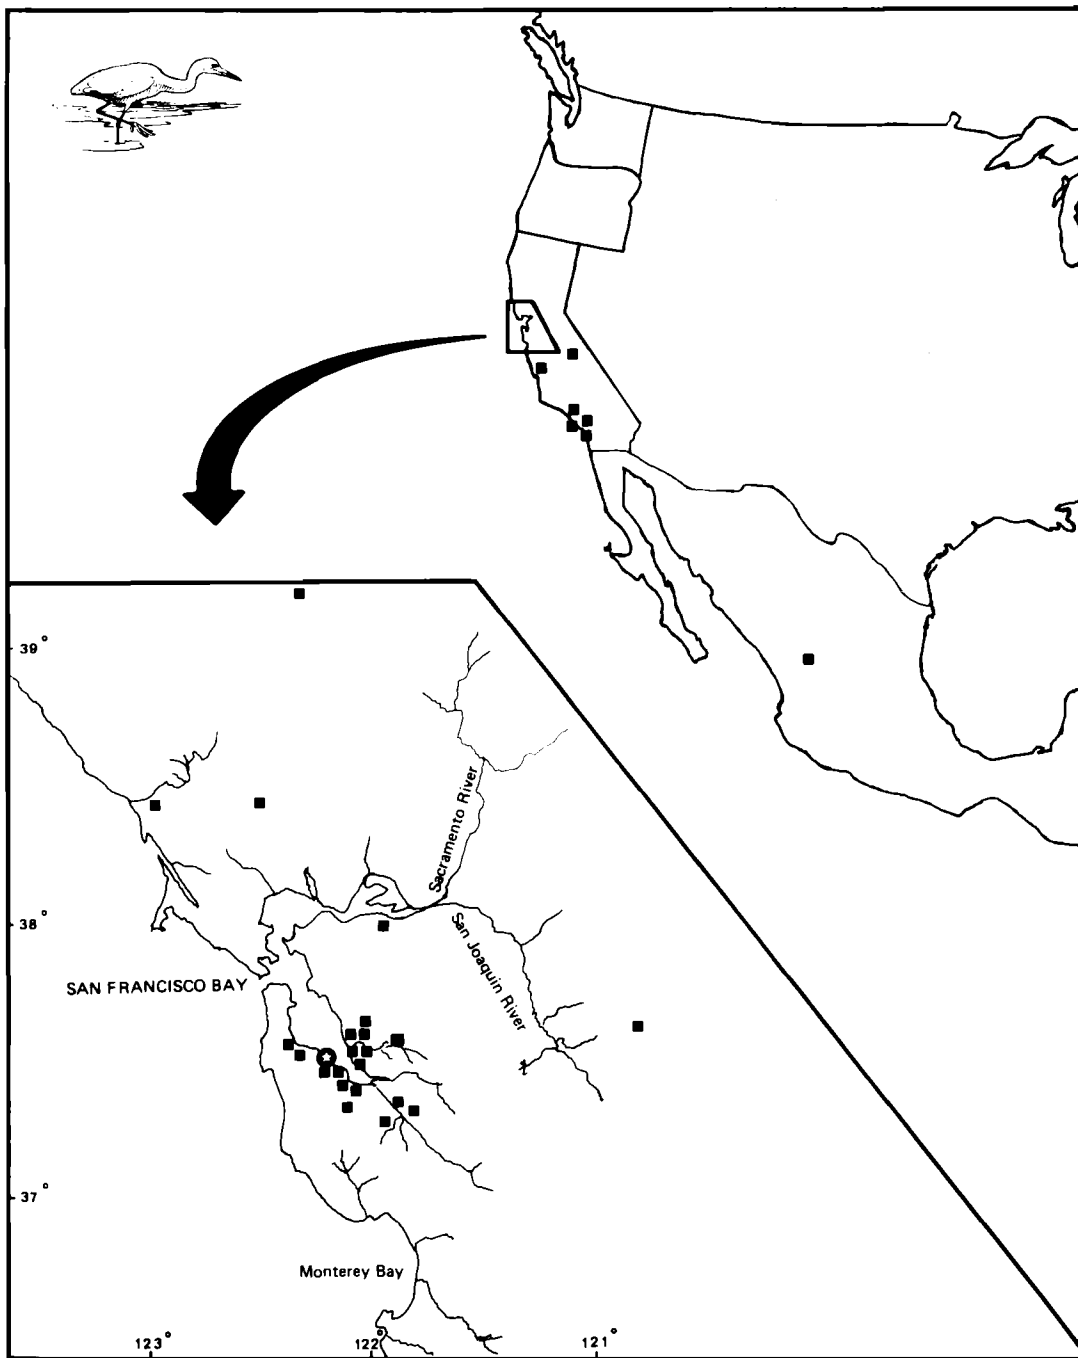 39°
Sacramento River
38°
San Joaquin River
SAN FRANCISCO BAY
37°
Monterey Bay
123°
122°
121°